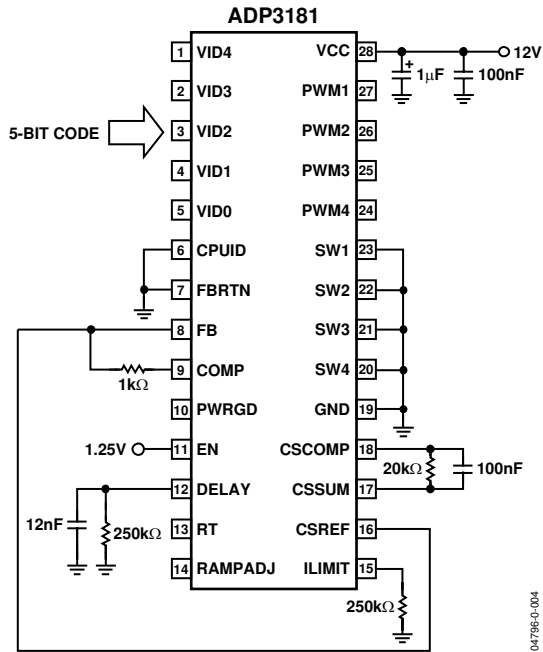 ADP3181
1 VID4
2 VID3
5-BIT CODE
3 VID2
4 VID1
5 VID0
6 CPUID
7 FBRTN
8 FB
9 COMP
1kΩ
10 PWRGD
1.25V
11 EN
12 DELAY
12nF
250kΩ
13 RT
14 RAMPADJ
VCC 28
12V
+
1µF
100nF
PWM1 27
PWM2 26
PWM3 25
PWM4 24
SW1 23
SW2 22
SW3 21
SW4 20
GND 19
CSCOMP 18
20kΩ
100nF
CSSUM 17
CSREF 16
ILIMIT 15
250kΩ
04796-0-004